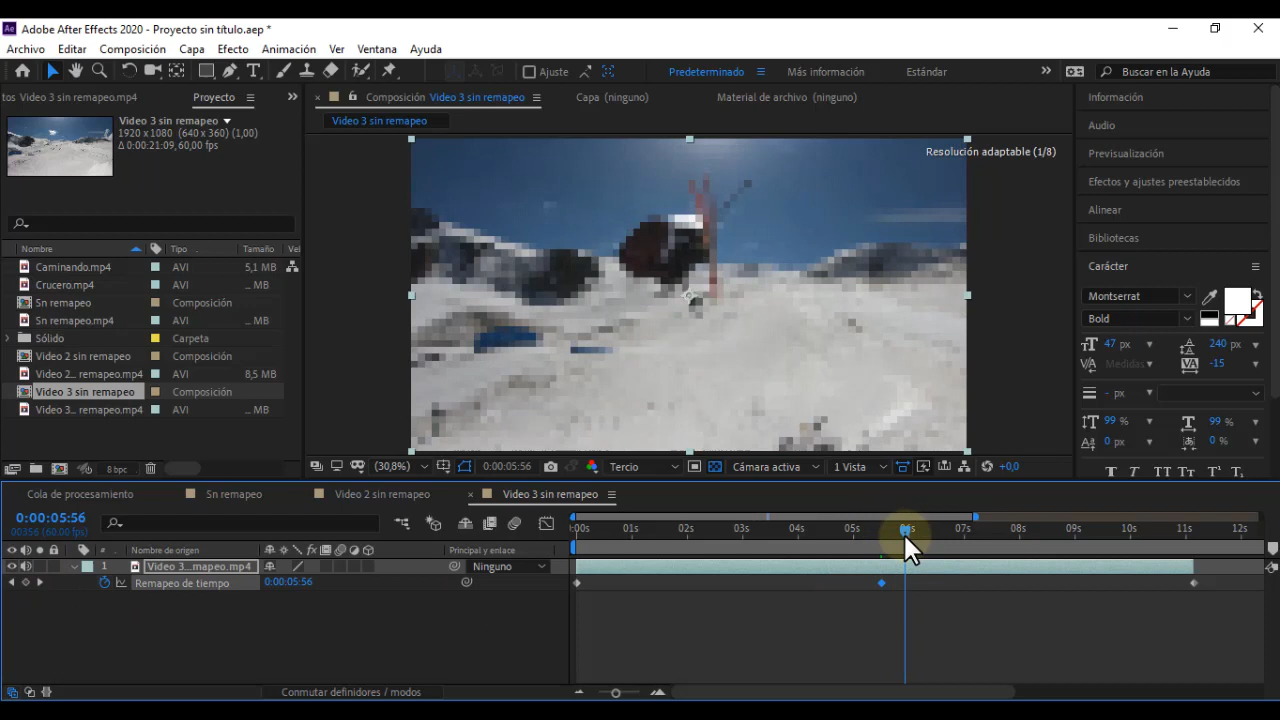 Ae Adobe After Effects 2020 - Proyecto sin título.aep *
Archivo Editar Composición Capa Efecto Animación Ver Ventana Ayuda
Ajuste Predeterminado Más información Estándar Buscar en la Ayuda
tos Video 3 sin remapeo.mp4 Proyecto
Composición Video 3 sin remapeo Capa (ninguno) Material de archivo (ninguno)
Video 3 sin remapeo
1920 x 1080 (640 x 360) (1,00)
Δ 0:00:21:09, 60,00 fps
Nombre Tipo Tamaño Vel
Caminando.mp4 AVI 5,1 MB
Crucero.mp4 AVI ... MB
Sn remapeo Composición
Sn remapeo.mp4 AVI ... MB
Sólido Carpeta
Video 2 sin remapeo Composición
Video 2... remapeo.mp4 AVI 8,5 MB
Video 3 sin remapeo Composición
Video 3... remapeo.mp4 AVI ... MB
8 bpc
Video 3 sin remapeo
Resolución adaptable (1/8)
(30,8%) 0:00:05:56 Tercio Cámara activa 1 Vista +0,0
Información
Audio
Previsualización
Efectos y ajustes preestablecidos
Alinear
Bibliotecas
Carácter
Montserrat
Bold
47 px 240 px
Medidas -15
- px
99 % 99 %
0 px 0 %
T T TT Tt
Cola de procesamiento Sn remapeo Video 2 sin remapeo Video 3 sin remapeo
0:00:05:56
00356 (60.00 fps)
:00s 01s 02s 03s 04s 05s 06s 07s 08s 09s 10s 11s 12s
# Nombre de origen fx Principal y enlace
1 Video 3...mapeo.mp4 Ninguno
Remapeo de tiempo 0:00:05:56
Conmutar definidores / modos